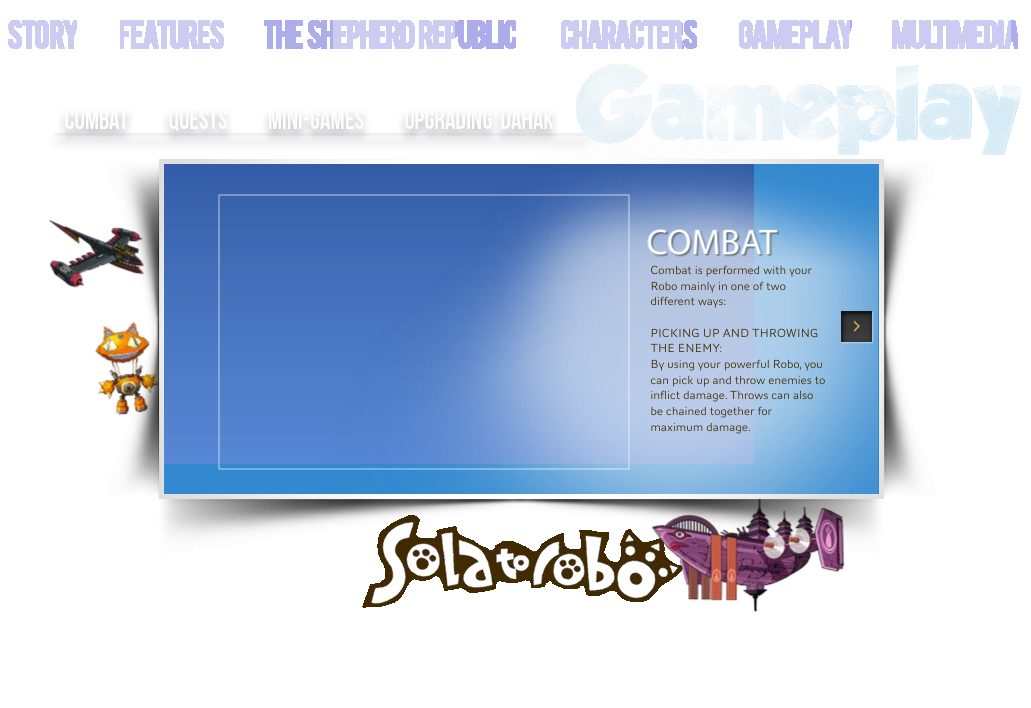 STORY FEATURES THE SHEPHERD REPUBLIC CHARACTERS GAMEPLAY MULTIMEDIA
Gameplay
COMBAT QUESTS MINI-GAMES UPGRADING DAHAK
COMBAT
Combat is performed with your
Robo mainly in one of two
different ways:
PICKING UP AND THROWING
THE ENEMY:
By using your powerful Robo, you
can pick up and throw enemies to
inflict damage. Throws can also
be chained together for
maximum damage.
Solatorobo